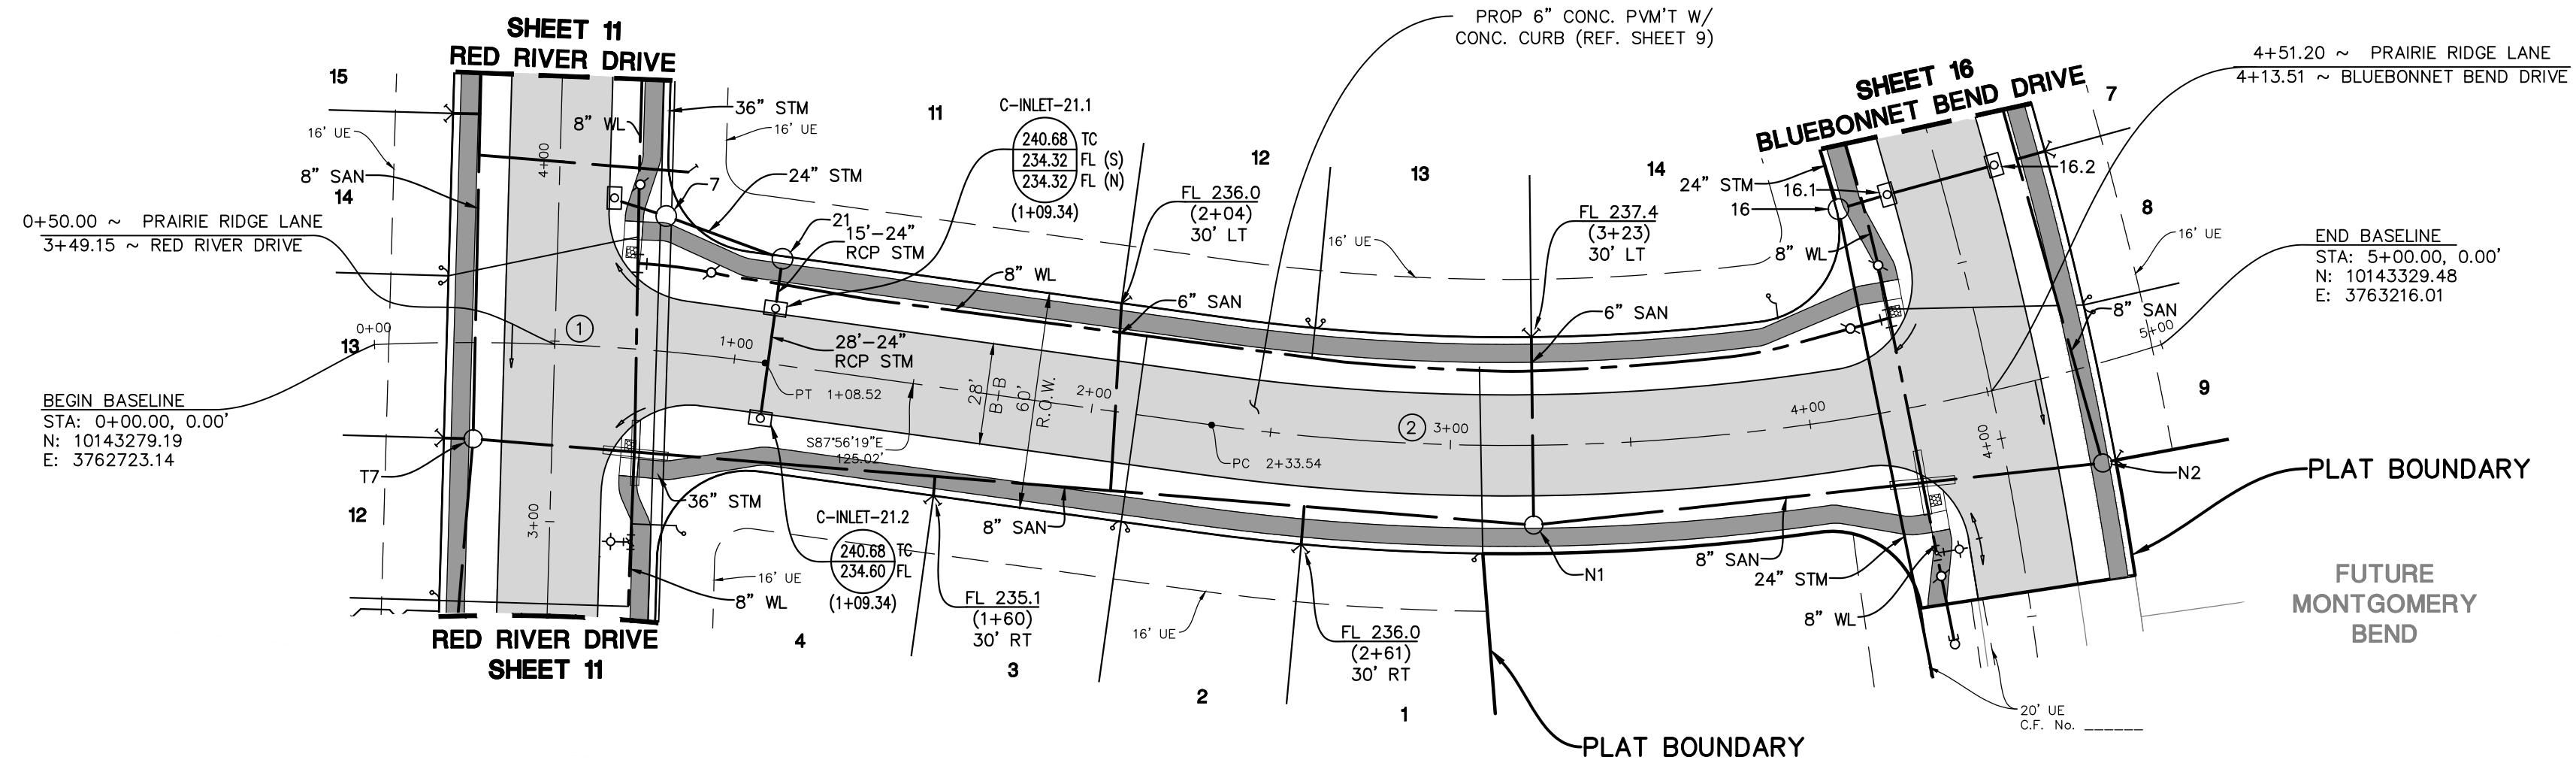 SHEET 11
RED RIVER DRIVE
15
16' UE
8" SAN
14
0+50.00 ~ PRAIRIE RIDGE LANE
3+49.15 ~ RED RIVER DRIVE
13
0+00
BEGIN BASELINE
STA: 0+00.00, 0.00'
N: 10143279.19
E: 3762723.14
T7
12
4+00
3+00
1
8" WL
36" STM
16' UE
24" STM
7
21
15'-24"
RCP STM
28'-24"
RCP STM
1+00
PT 1+08.52
S87°56'19"E
125.02'
11
C-INLET-21.1
240.68 TC
234.32 FL (S)
234.32 FL (N)
(1+09.34)
8" WL
28'
B-B
60'
R.O.W.
2+00
12
FL 236.0
(2+04)
30' LT
6" SAN
16' UE
13
PROP 6" CONC. PVM'T W/
CONC. CURB (REF. SHEET 9)
FL 237.4
(3+23)
30' LT
6" SAN
14
2
3+00
PC 2+33.54
4+00
SHEET 16
BLUEBONNET BEND DRIVE
24" STM
16.1
16
16.2
8" WL
7
8
16' UE
4+51.20 ~ PRAIRIE RIDGE LANE
4+13.51 ~ BLUEBONNET BEND DRIVE
END BASELINE
STA: 5+00.00, 0.00'
N: 10143329.48
E: 3763216.01
8" SAN
5+00
9
4+00
N2
PLAT BOUNDARY
FUTURE
MONTGOMERY
BEND
36" STM
8" WL
RED RIVER DRIVE
SHEET 11
16' UE
C-INLET-21.2
240.68 TC
234.60 FL
(1+09.34)
4
8" SAN
FL 235.1
(1+60)
30' RT
3
16' UE
2
FL 236.0
(2+61)
30' RT
1
N1
8" SAN
24" STM
8" WL
PLAT BOUNDARY
20' UE
C.F. No. ______